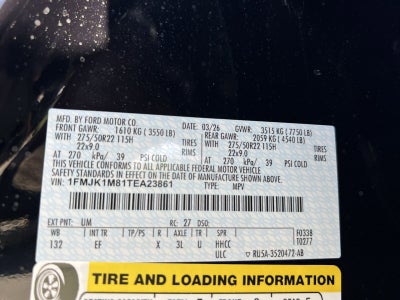 MFD. BY FORD MOTOR CO.
03/26 GVWR: 3515 KG ( 7750 LB)
FRONT GAWR: 1610 KG ( 3550 LB) REAR GAWR: 2059 KG ( 4540 LB)
WITH 275/50R22 115H TIRES WITH 275/50R22 115H TIRES
22x9.0 RIMS 22x9.0 RIMS
AT 270 kPa/ 39 PSI COLD AT 270 kPa/ 39 PSI COLD
THIS VEHICLE CONFORMS TO ALL APPLICABLE FEDERAL MOTOR VEHICLE
SAFETY STANDARDS IN EFFECT ON THE DATE OF MANUFACTURE SHOWN ABOVE.
VIN: 1FMJK1M81TEA23861
TYPE: MPV
EXT PNT: UM RC: 27 DSO: F0338
WB INT TR TP/PS R AXLE TR SPR T0277
132 EF X 3L U HHCC
ULC RU5A-3520472-AB
TIRE AND LOADING INFORMATION